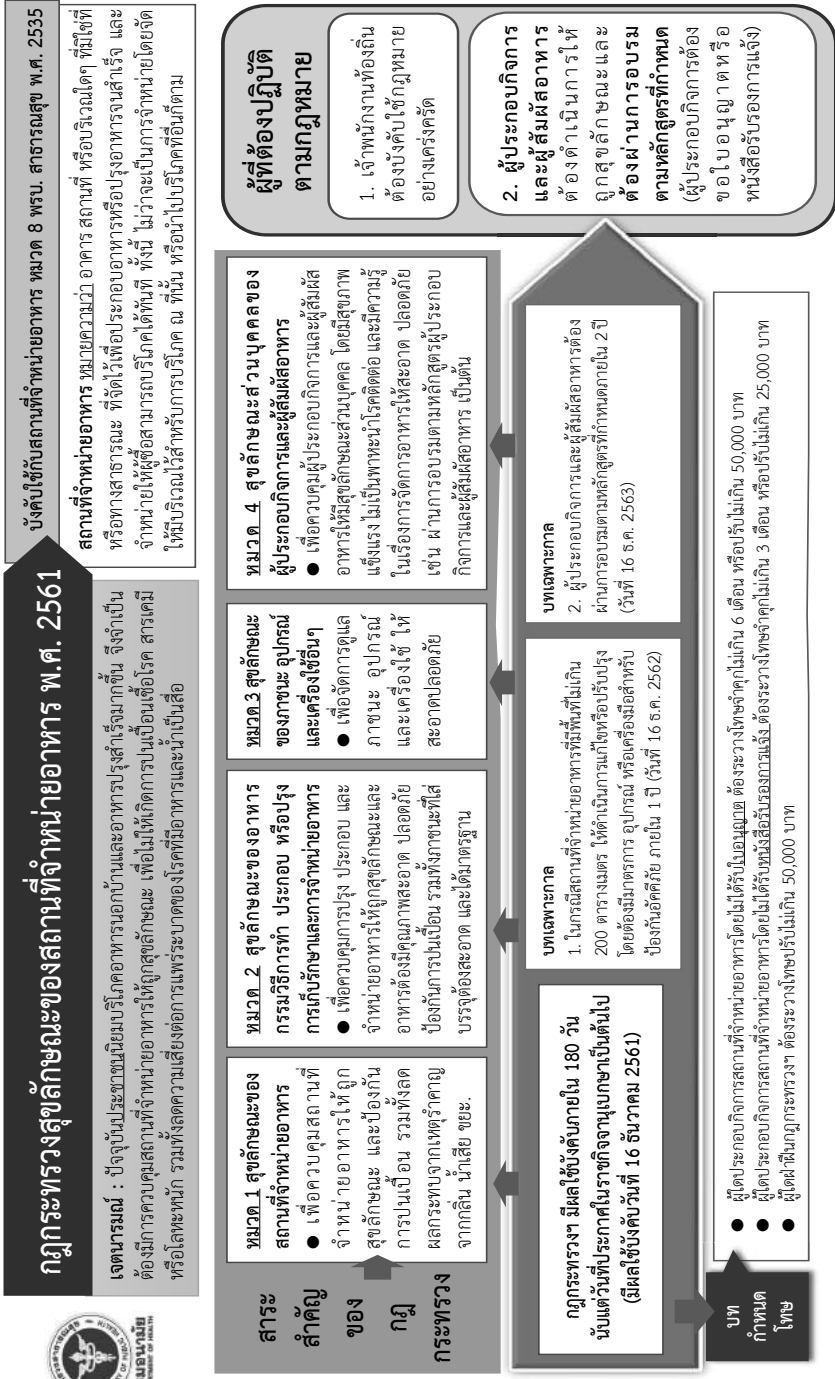 กฎกระทรวงสุขลักษณะของสถานที่จำหน่ายอาหาร พ.ศ. 2561
บังคับใช้กับสถานที่จำหน่ายอาหาร หมวด 8 พรบ. สาธารณสุข พ.ศ. 2535
กรมอนามัย
DEPARTMENT OF HEALTH
เจตนารมณ์ : ปัจจุบันประชาชนนิยมบริโภคอาหารนอกบ้านและอาหารปรุงสำเร็จมากขึ้น จึงจำเป็น
ต้องมีการควบคุมสถานที่จำหน่ายอาหารให้ถูกสุขลักษณะ เพื่อไม่ให้เกิดการปนเปื้อนเชื้อโรค สารเคมี
หรือโลหะหนัก รวมทั้งลดความเสี่ยงต่อการแพร่ระบาดของโรคที่มีอาหารและน้ำเป็นสื่อ
สถานที่จำหน่ายอาหาร หมายความว่า อาคาร สถานที่ หรือบริเวณใดๆ ที่มิใช่ที่
หรือทางสาธารณะ ที่จัดไว้เพื่อประกอบอาหารหรือปรุงอาหารจนสำเร็จ และ
จำหน่ายให้ผู้ซื้อสามารถบริโภคได้ทันที ทั้งนี้ ไม่ว่าจะเป็นการจำหน่ายโดยจัด
ให้มีบริเวณไว้สำหรับการบริโภค ณ ที่นั้น หรือนำไปบริโภคที่อื่นก็ตาม
สาระ
สำคัญ
ของ
กฎ
กระทรวง
หมวด 1 สุขลักษณะของ
สถานที่จำหน่ายอาหาร
● เพื่อควบคุมสถานที่
จำหน่ายอาหารให้ถูก
สุขลักษณะ และป้องกัน
การปนเปื้อน รวมทั้งลด
ผลกระทบจากเหตุรำคาญ
จากกลิ่น น้ำเสีย ขยะ.
หมวด 2 สุขลักษณะของอาหาร
กรรมวิธีการทำ ประกอบ หรือปรุง
การเก็บรักษาและการจำหน่ายอาหาร
● เพื่อควบคุมการปรุง ประกอบ และ
จำหน่ายอาหารให้ถูกสุขลักษณะและ
อาหารต้องมีคุณภาพสะอาด ปลอดภัย
ป้องกันการปนเปื้อน รวมทั้งภาชนะที่ใส่
บรรจุต้องสะอาด และได้มาตรฐาน
หมวด 3 สุขลักษณะ
ของภาชนะ อุปกรณ์
และเครื่องใช้อื่นๆ
● เพื่อจัดการดูแล
ภาชนะ อุปกรณ์
และเครื่องใช้ ให้
สะอาดปลอดภัย
หมวด 4 สุขลักษณะส่วนบุคคลของ
ผู้ประกอบกิจการและผู้สัมผัสอาหาร
● เพื่อควบคุมผู้ประกอบกิจการและผู้สัมผัส
อาหารให้มีสุขลักษณะส่วนบุคคล โดยมีสุขภาพ
แข็งแรง ไม่เป็นพาหะนำโรคติดต่อ และมีความรู้
ในเรื่องการจัดการอาหารให้สะอาด ปลอดภัย
เช่น ผ่านการอบรมตามหลักสูตรผู้ประกอบ
กิจการและผู้สัมผัสอาหาร เป็นต้น
ผู้ที่ต้องปฏิบัติ
ตามกฎหมาย
1. เจ้าพนักงานท้องถิ่น
ต้องบังคับใช้กฎหมาย
อย่างเคร่งครัด
2. ผู้ประกอบกิจการ
และผู้สัมผัสอาหาร
ต้องดำเนินการให้
ถูกสุขลักษณะและ
ต้องผ่านการอบรม
ตามหลักสูตรที่กำหนด
(ผู้ประกอบกิจการต้อง
ขอใบอนุญาตหรือ
หนังสือรับรองการแจ้ง)
กฎกระทรวงฯ มีผลใช้บังคับภายใน 180 วัน
นับแต่วันที่ประกาศในราชกิจจานุเบกษาเป็นต้นไป
(มีผลใช้บังคับวันที่ 16 ธันวาคม 2561)
บทเฉพาะกาล
1. ในกรณีสถานที่จำหน่ายอาหารที่มีพื้นที่ไม่เกิน
200 ตารางเมตร ให้ดำเนินการแก้ไขหรือปรับปรุง
โดยต้องมีมาตรการ อุปกรณ์ หรือเครื่องมือสำหรับ
ป้องกันอัคคีภัย ภายใน 1 ปี (วันที่ 16 ธ.ค. 2562)
บทเฉพาะกาล
2. ผู้ประกอบกิจการและผู้สัมผัสอาหารต้อง
ผ่านการอบรมตามหลักสูตรที่กำหนดภายใน 2 ปี
(วันที่ 16 ธ.ค. 2563)
บท
กำหนด
โทษ
● ผู้ใดประกอบกิจการสถานที่จำหน่ายอาหารโดยไม่ได้รับใบอนุญาต ต้องระวางโทษจำคุกไม่เกิน 6 เดือน หรือปรับไม่เกิน 50,000 บาท
● ผู้ใดประกอบกิจการสถานที่จำหน่ายอาหารโดยไม่ได้รับหนังสือรับรองการแจ้ง ต้องระวางโทษจำคุกไม่เกิน 3 เดือน หรือปรับไม่เกิน 25,000 บาท
● ผู้ใดฝ่าฝืนกฎกระทรวงฯ ต้องระวางโทษปรับไม่เกิน 50,000 บาท